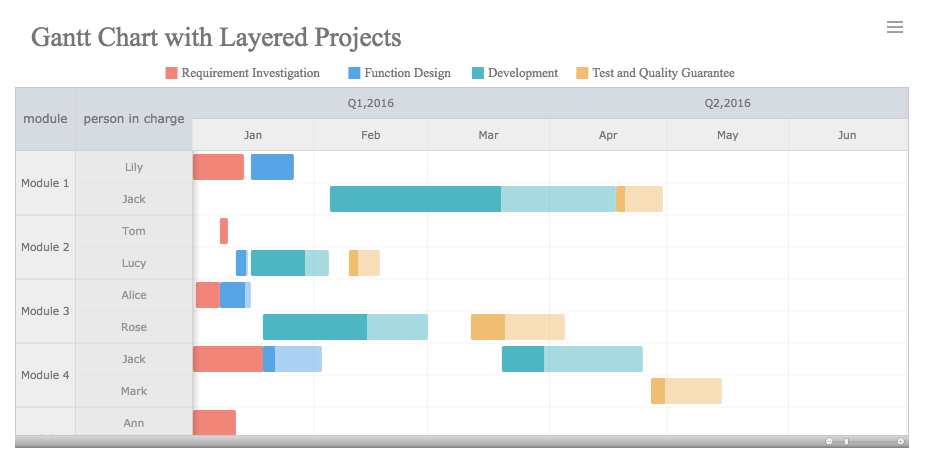 Gantt Chart with Layered Projects
Requirement Investigation Function Design Development Test and Quality Guarantee
module person in charge Q1,2016 Q2,2016
Jan Feb Mar Apr May Jun
Module 1 Lily
Jack
Module 2 Tom
Lucy
Module 3 Alice
Rose
Module 4 Jack
Mark
Ann